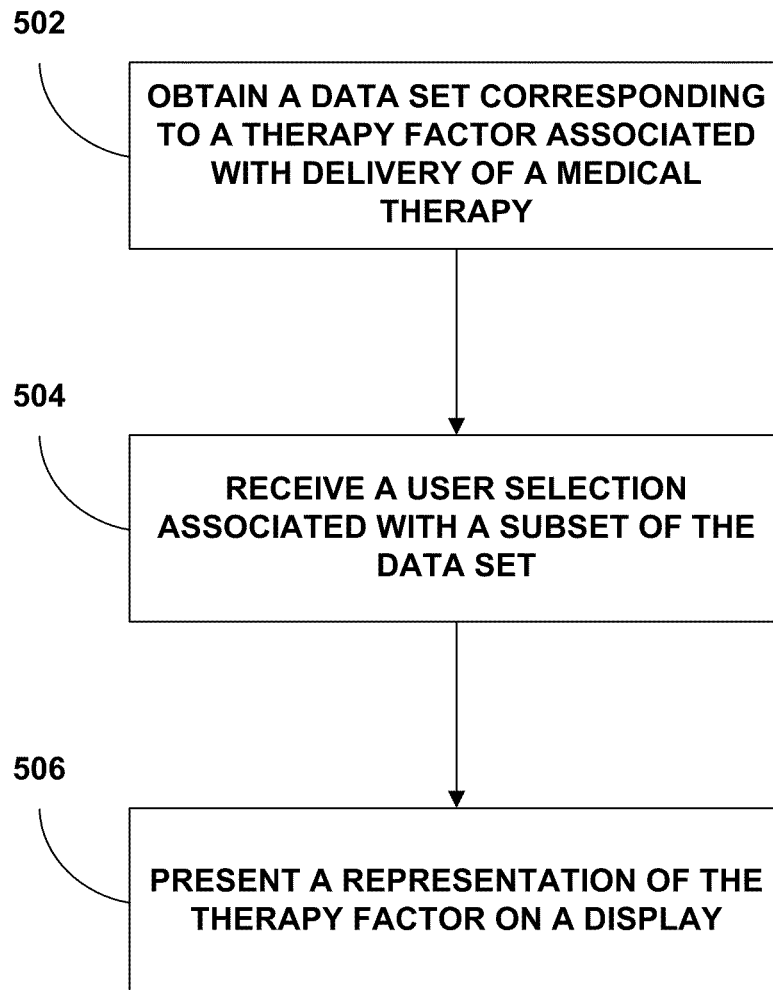 502
OBTAIN A DATA SET CORRESPONDING
TO A THERAPY FACTOR ASSOCIATED
WITH DELIVERY OF A MEDICAL
THERAPY
504
RECEIVE A USER SELECTION
ASSOCIATED WITH A SUBSET OF THE
DATA SET
506
PRESENT A REPRESENTATION OF THE
THERAPY FACTOR ON A DISPLAY